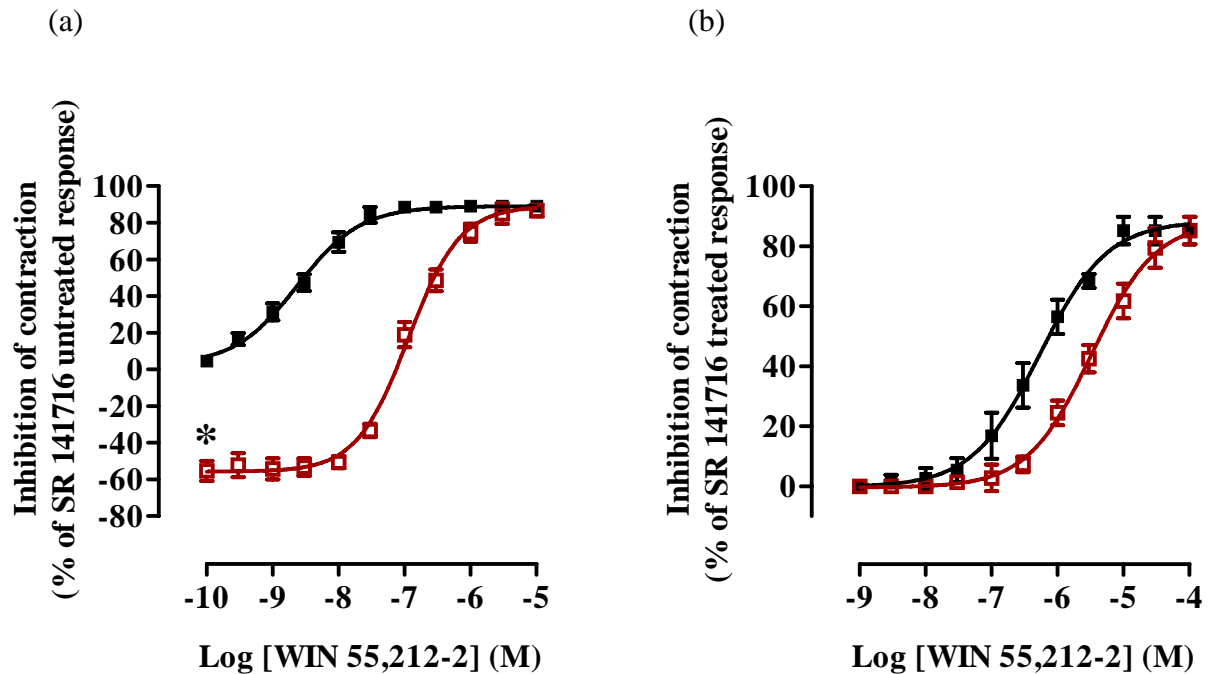 (a)
Inhibition of contraction
(% of SR 141716 untreated response)
100
80
60
40
20
0
-20
-40
-60
-80
*
-10 -9 -8 -7 -6 -5
Log [WIN 55,212-2] (M)
(b)
Inhibition of contraction
(% of SR 141716 treated response)
100
80
60
40
20
0
-9 -8 -7 -6 -5 -4
Log [WIN 55,212-2] (M)